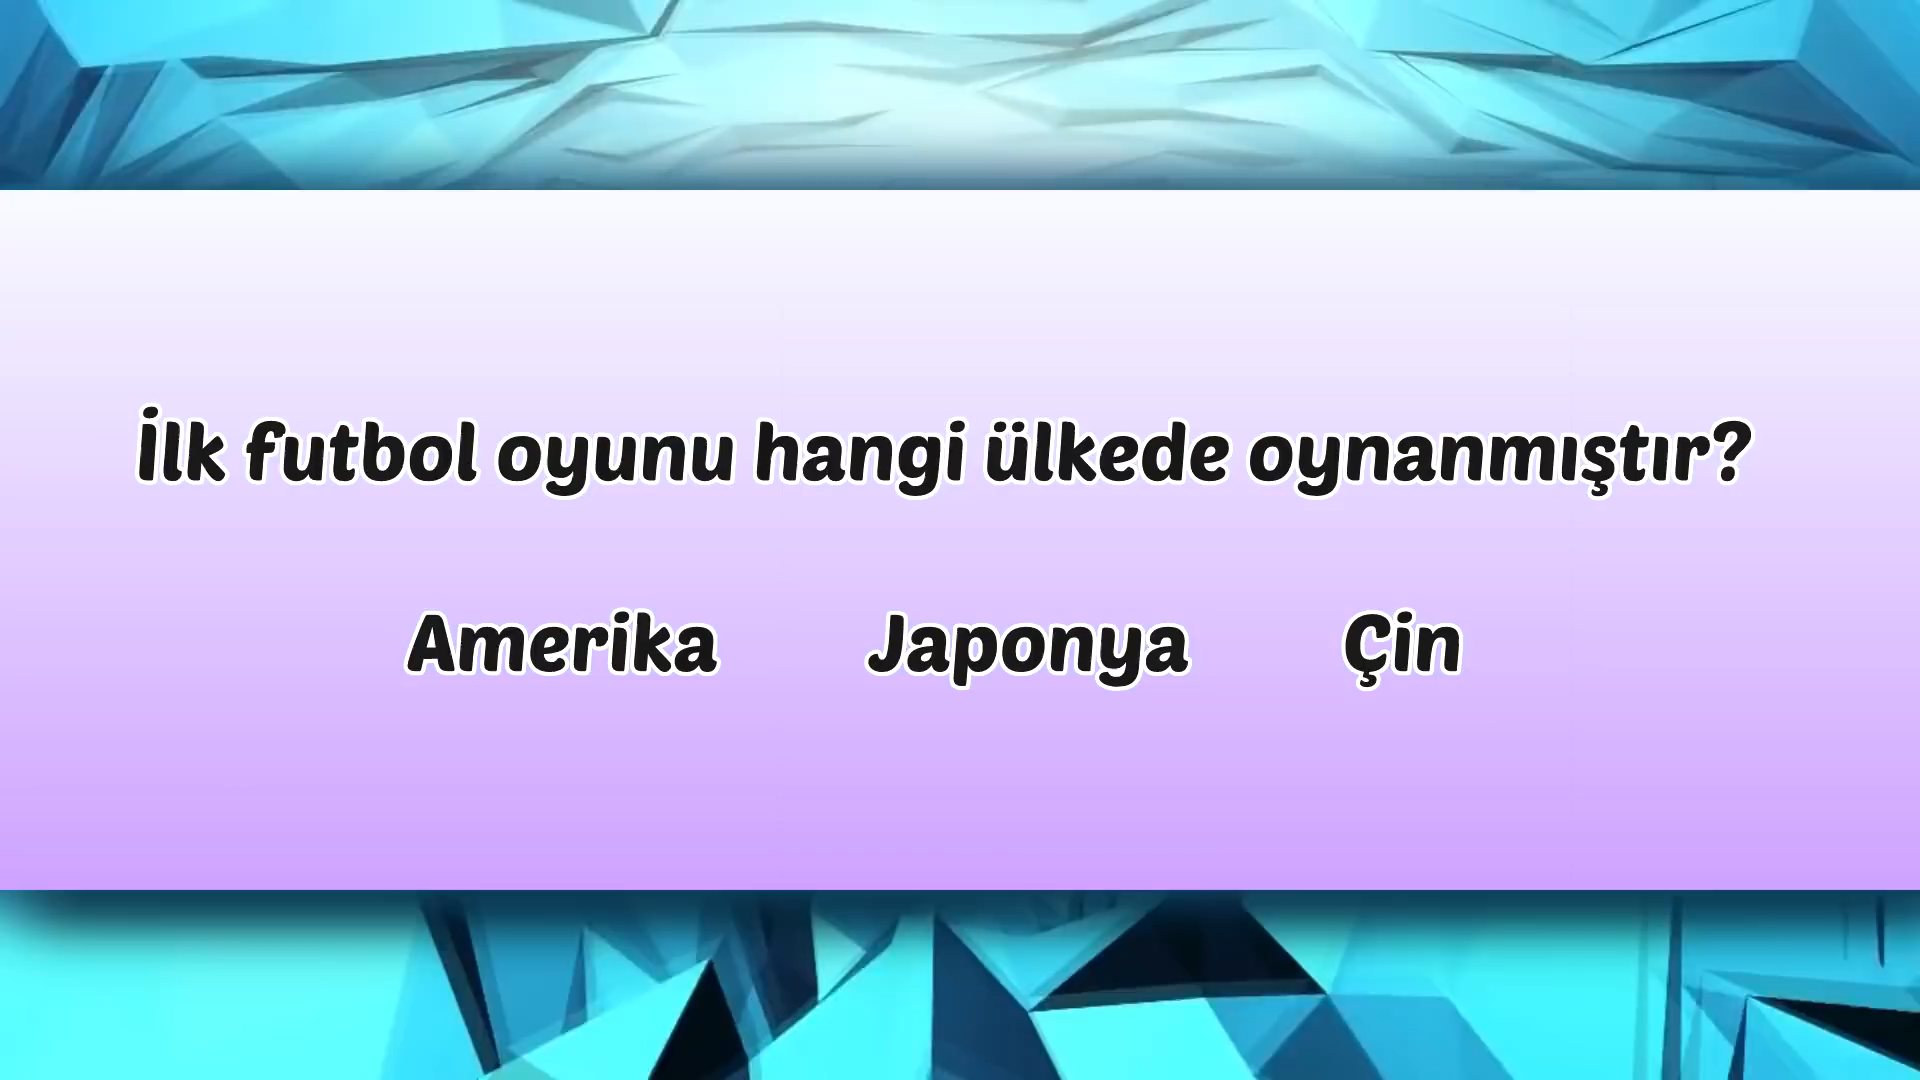 İlk futbol oyunu hangi ülkede oynanmıştır?
Amerika Japonya Çin